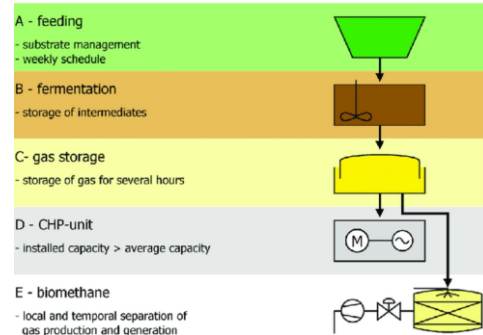 A - feeding
- substrate management
- weekly schedule
B - fermentation
- storage of intermediates
C- gas storage
- storage of gas for several hours
D - CHP-unit
- installed capacity > average capacity
M
E - biomethane
- local and temporal separation of
gas production and generation